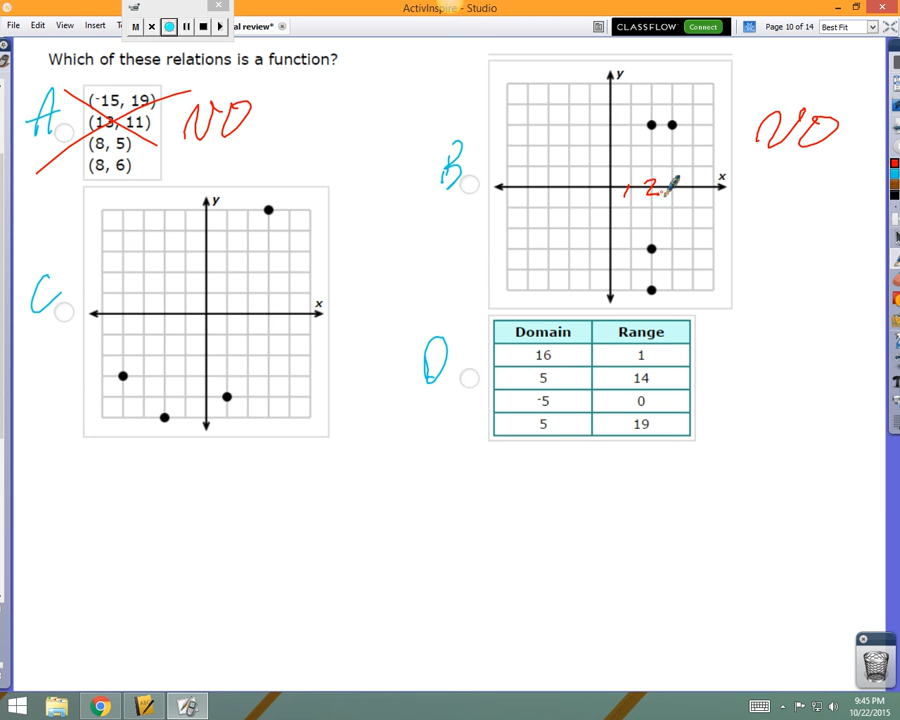 ActivInspire - Studio
File Edit View Insert T
M
al review*
CLASSFLOW Connect
Page 10 of 14
Best Fit
Which of these relations is a function?
A
(-15, 19)
(13, 11)
(8, 5)
(8, 6)
NO
B
y
x
1 2
NO
C
y
x
D
Domain Range
16 1
5 14
-5 0
5 19
9:45 PM
10/22/2015